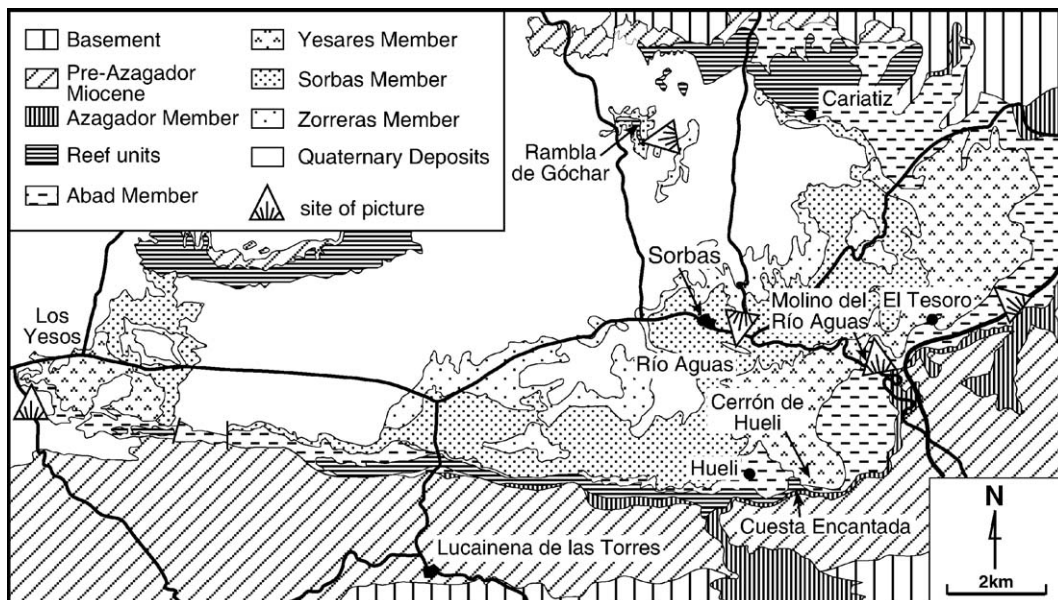 Basement
Pre-Azagador
Miocene
Azagador Member
Reef units
Abad Member
Yesares Member
Sorbas Member
Zorreras Member
Quaternary Deposits
site of picture
Cariatiz
Rambla
de Góchar
Sorbas
Los
Yesos
Molino del
Río Aguas
El Tesoro
Río Aguas
Cerrón de
Hueli
Hueli
Cuesta Encantada
Lucainena de las Torres
N
2km